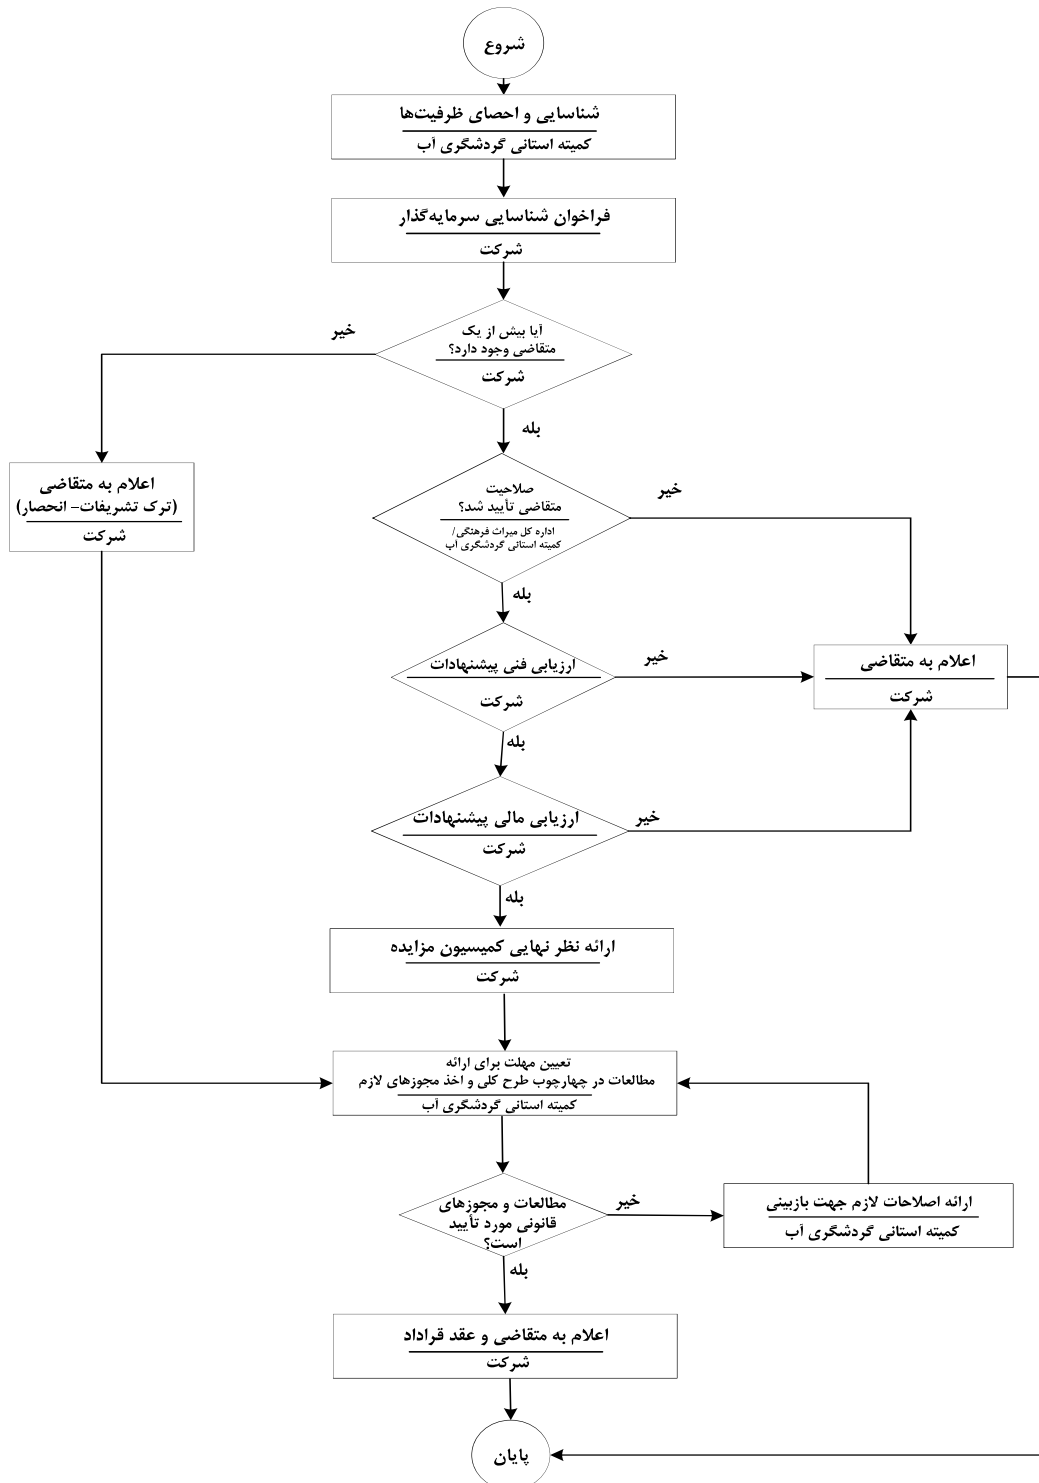 شروع
شناسایی و احصای ظرفیت‌ها
کمیته استانی گردشگری آب
فراخوان شناسایی سرمایه‌گذار
شرکت
آیا بیش از یک
متقاضی وجود دارد؟
شرکت
خیر
بله
اعلام به متقاضی
(ترک تشریفات- انحصار)
شرکت
صلاحیت
متقاضی تأیید شد؟
اداره کل میراث فرهنگی/
کمیته استانی گردشگری آب
خیر
بله
ارزیابی فنی پیشنهادات
شرکت
خیر
اعلام به متقاضی
شرکت
بله
ارزیابی مالی پیشنهادات
شرکت
خیر
بله
ارائه نظر نهایی کمیسیون مزایده
شرکت
تعیین مهلت برای ارائه
مطالعات در چهارچوب طرح کلی و اخذ مجوزهای لازم
کمیته استانی گردشگری آب
مطالعات و مجوزهای
قانونی مورد تأیید
است؟
خیر
ارائه اصلاحات لازم جهت بازبینی
کمیته استانی گردشگری آب
بله
اعلام به متقاضی و عقد قراداد
شرکت
پایان